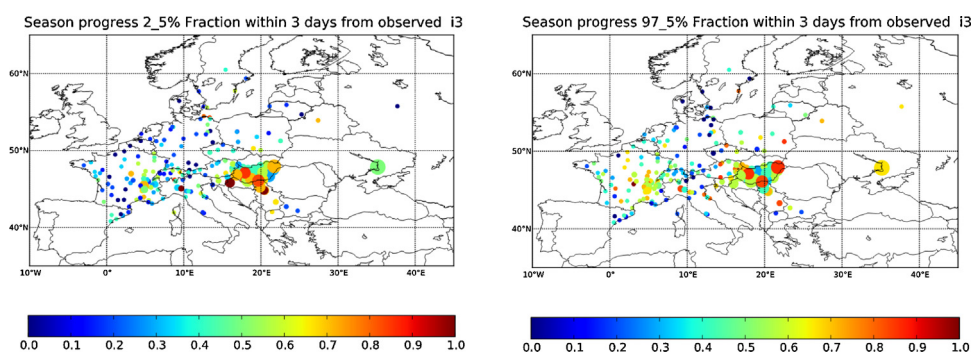 Season progress 2_5% Fraction within 3 days from observed i3
60°N
50°N
40°N
10°W 0° 10°E 20°E 30°E 40°E
0.0 0.1 0.2 0.3 0.4 0.5 0.6 0.7 0.8 0.9 1.0
Season progress 97_5% Fraction within 3 days from observed i3
60°N
50°N
40°N
10°W 0° 10°E 20°E 30°E 40°E
0.0 0.1 0.2 0.3 0.4 0.5 0.6 0.7 0.8 0.9 1.0